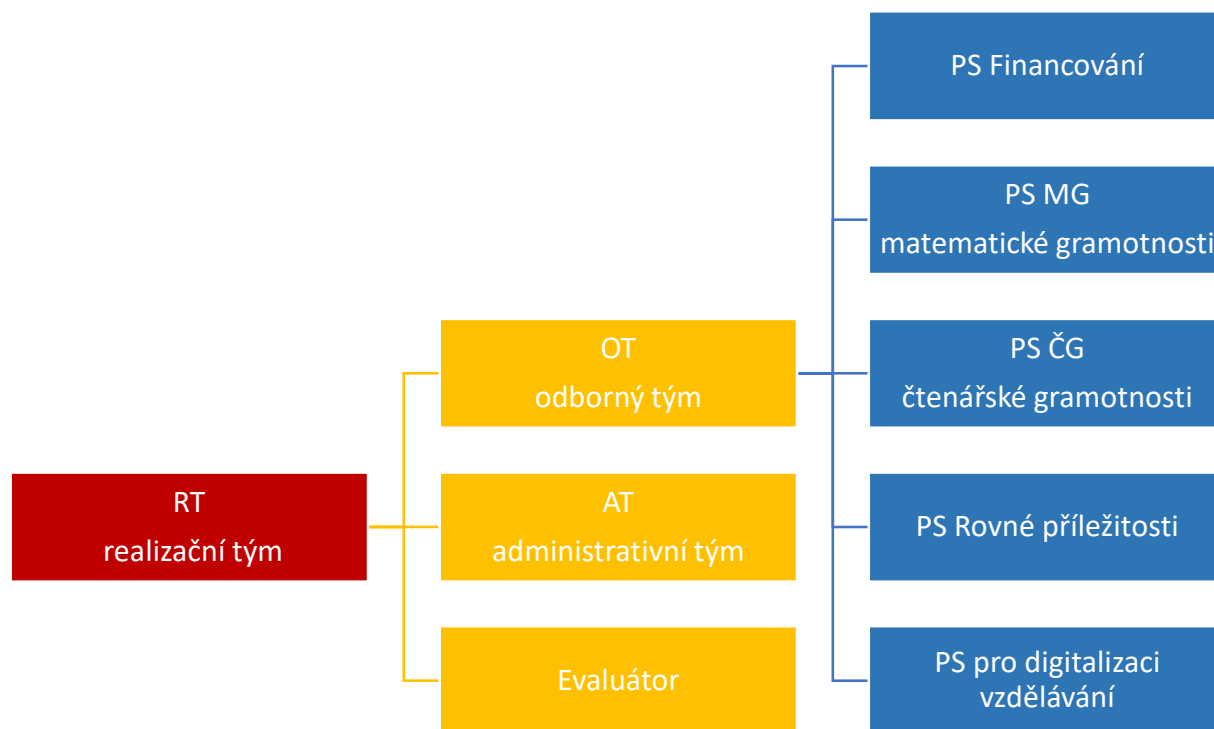 RT
realizační tým
OT
odborný tým
AT
administrativní tým
Evaluátor
PS Financování
PS MG
matematické gramotnosti
PS ČG
čtenářské gramotnosti
PS Rovné příležitosti
PS pro digitalizaci
vzdělávání